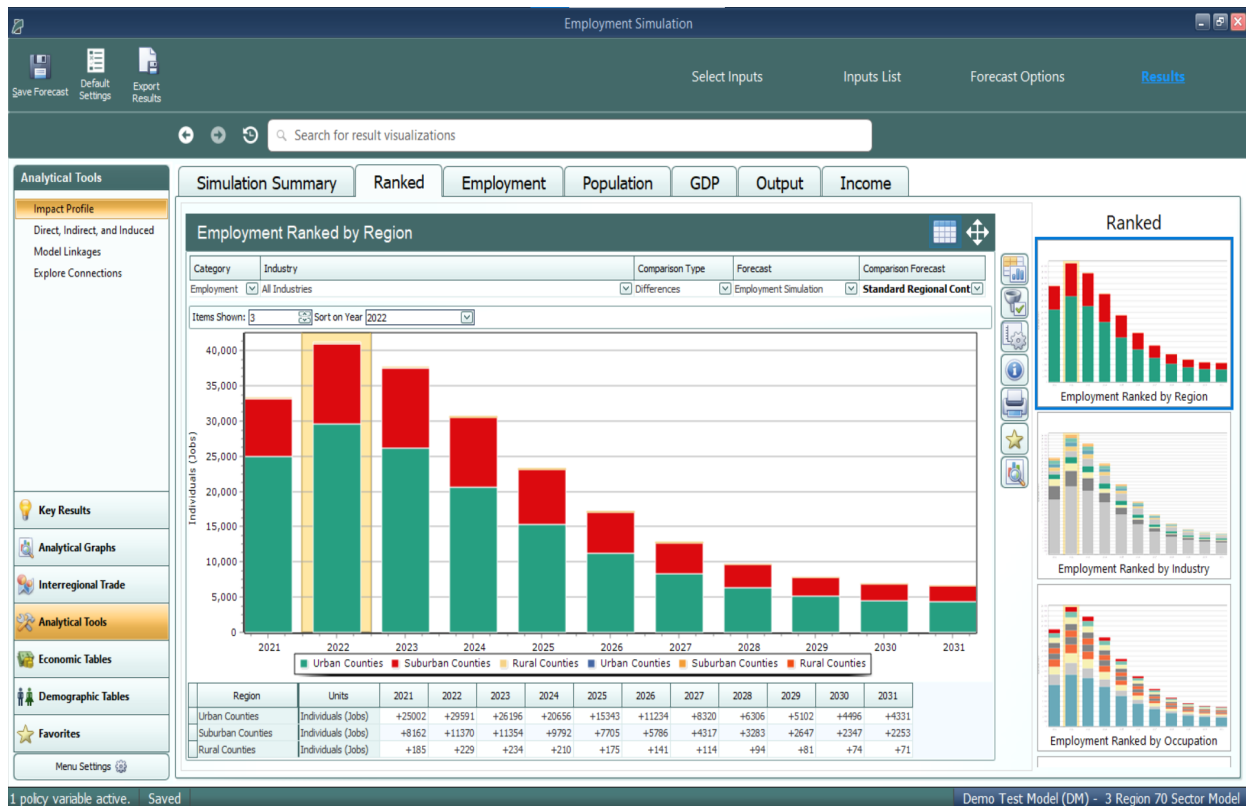 Employment Simulation
Save Forecast
Default Settings
Export Results
Select Inputs
Inputs List
Forecast Options
Results
Search for result visualizations
Analytical Tools
Impact Profile
Direct, Indirect, and Induced
Model Linkages
Explore Connections
Key Results
Analytical Graphs
Interregional Trade
Analytical Tools
Economic Tables
Demographic Tables
Favorites
Menu Settings
Simulation Summary Ranked Employment Population GDP Output Income
Employment Ranked by Region
Category Industry Comparison Type Forecast Comparison Forecast
Employment All Industries Differences Employment Simulation Standard Regional Cont
Items Shown: 3 Sort on Year 2022
Individuals (Jobs)
40,000
35,000
30,000
25,000
20,000
15,000
10,000
5,000
0
2021 2022 2023 2024 2025 2026 2027 2028 2029 2030 2031
Urban Counties Suburban Counties Rural Counties Urban Counties Suburban Counties Rural Counties
Region Units 2021 2022 2023 2024 2025 2026 2027 2028 2029 2030 2031
Urban Counties Individuals (Jobs) +25002 +29591 +26196 +20656 +15343 +11234 +8320 +6306 +5102 +4496 +4331
Suburban Counties Individuals (Jobs) +8162 +11370 +11354 +9792 +7705 +5786 +4317 +3283 +2647 +2347 +2253
Rural Counties Individuals (Jobs) +185 +229 +234 +210 +175 +141 +114 +94 +81 +74 +71
Ranked
Employment Ranked by Region
Employment Ranked by Industry
Employment Ranked by Occupation
1 policy variable active. Saved
Demo Test Model (DM) - 3 Region 70 Sector Model